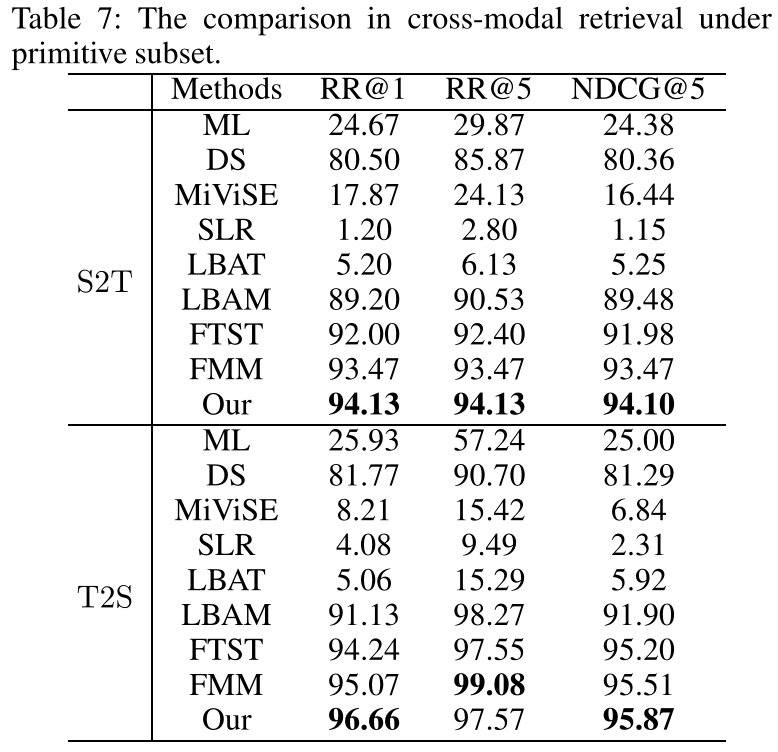 Table 7: The comparison in cross-modal retrieval under
primitive subset.
Methods RR@1 RR@5 NDCG@5
S2T
ML 24.67 29.87 24.38
DS 80.50 85.87 80.36
MiViSE 17.87 24.13 16.44
SLR 1.20 2.80 1.15
LBAT 5.20 6.13 5.25
LBAM 89.20 90.53 89.48
FTST 92.00 92.40 91.98
FMM 93.47 93.47 93.47
Our 94.13 94.13 94.10
T2S
ML 25.93 57.24 25.00
DS 81.77 90.70 81.29
MiViSE 8.21 15.42 6.84
SLR 4.08 9.49 2.31
LBAT 5.06 15.29 5.92
LBAM 91.13 98.27 91.90
FTST 94.24 97.55 95.20
FMM 95.07 99.08 95.51
Our 96.66 97.57 95.87